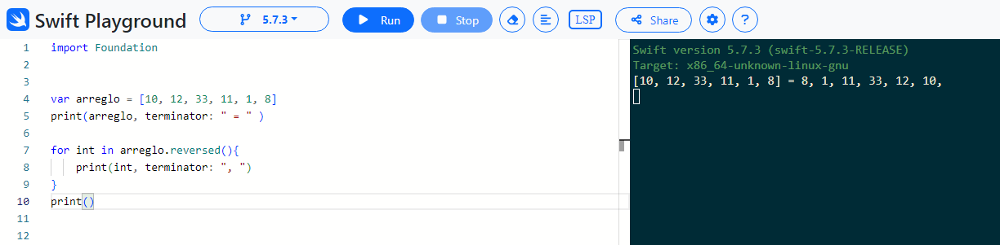 Swift Playground 5.7.3 Run Stop LSP Share ?
1 import Foundation
2
3
4 var arreglo = [10, 12, 33, 11, 1, 8]
5 print(arreglo, terminator: " = " )
6
7 for int in arreglo.reversed(){
8 print(int, terminator: ", ")
9 }
10 print()
11
12
Swift version 5.7.3 (swift-5.7.3-RELEASE)
Target: x86_64-unknown-linux-gnu
[10, 12, 33, 11, 1, 8] = 8, 1, 11, 33, 12, 10,